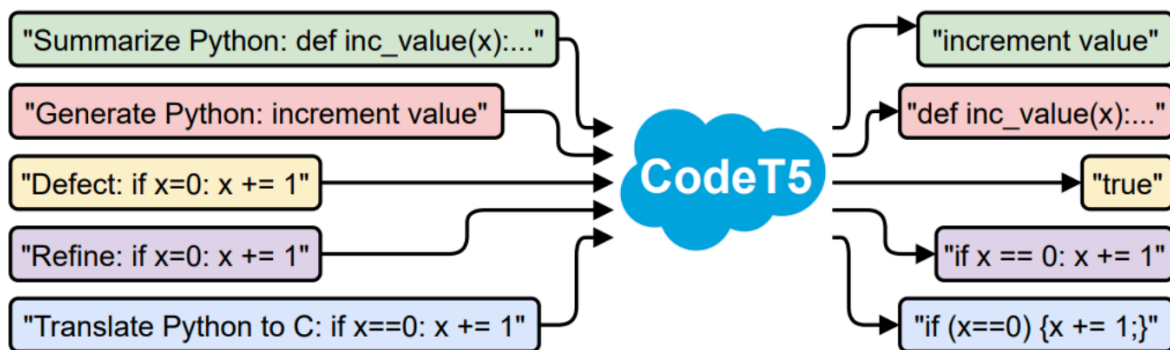 "Summarize Python: def inc_value(x):..."
"Generate Python: increment value"
"Defect: if x=0: x += 1"
"Refine: if x=0: x += 1"
"Translate Python to C: if x==0: x += 1"
CodeT5
"increment value"
"def inc_value(x):..."
"true"
"if x == 0: x += 1"
"if (x==0) {x += 1;}"